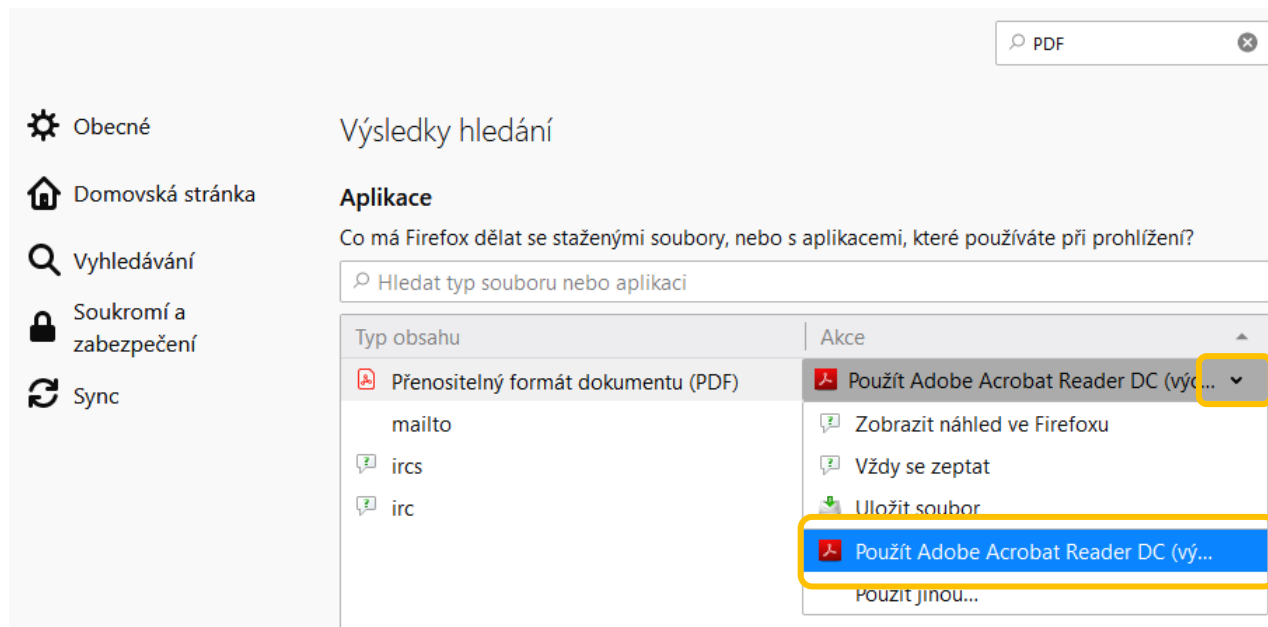 PDF
Obecné
Domovská stránka
Vyhledávání
Soukromí a
zabezpečení
Sync
Výsledky hledání
Aplikace
Co má Firefox dělat se staženými soubory, nebo s aplikacemi, které používáte při prohlížení?
Hledat typ souboru nebo aplikaci
Typ obsahu
Akce
Přenositelný formát dokumentu (PDF)
Použít Adobe Acrobat Reader DC (výc...
mailto
Zobrazit náhled ve Firefoxu
ircs
Vždy se zeptat
irc
Uložit soubor
Použít Adobe Acrobat Reader DC (vý...
Použít jinou...